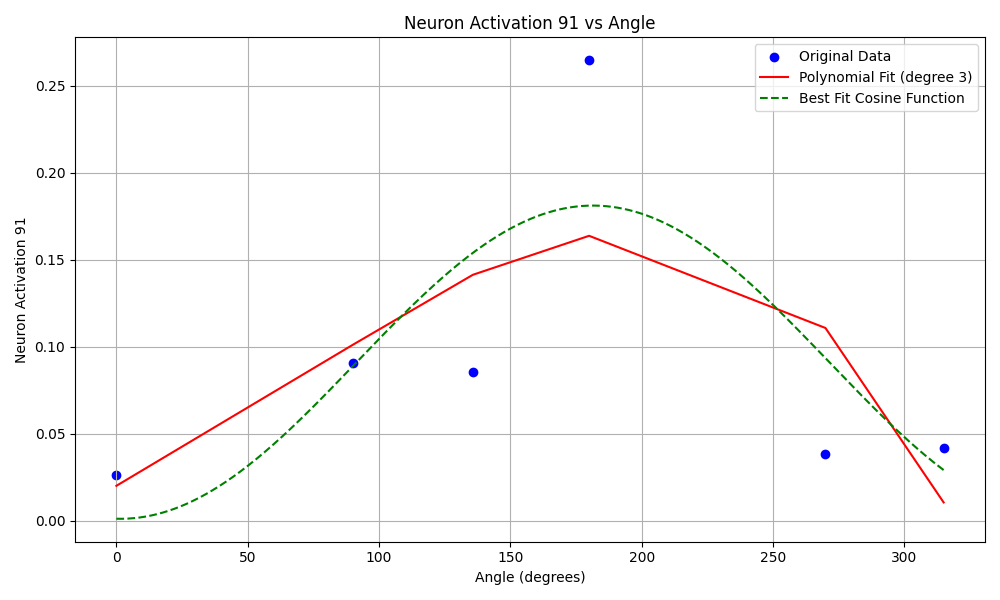 Neuron Activation 91 vs Angle
Original Data
Polynomial Fit (degree 3)
Best Fit Cosine Function
Neuron Activation 91
0.25
0.20
0.15
0.10
0.05
0.00
0 50 100 150 200 250 300
Angle (degrees)